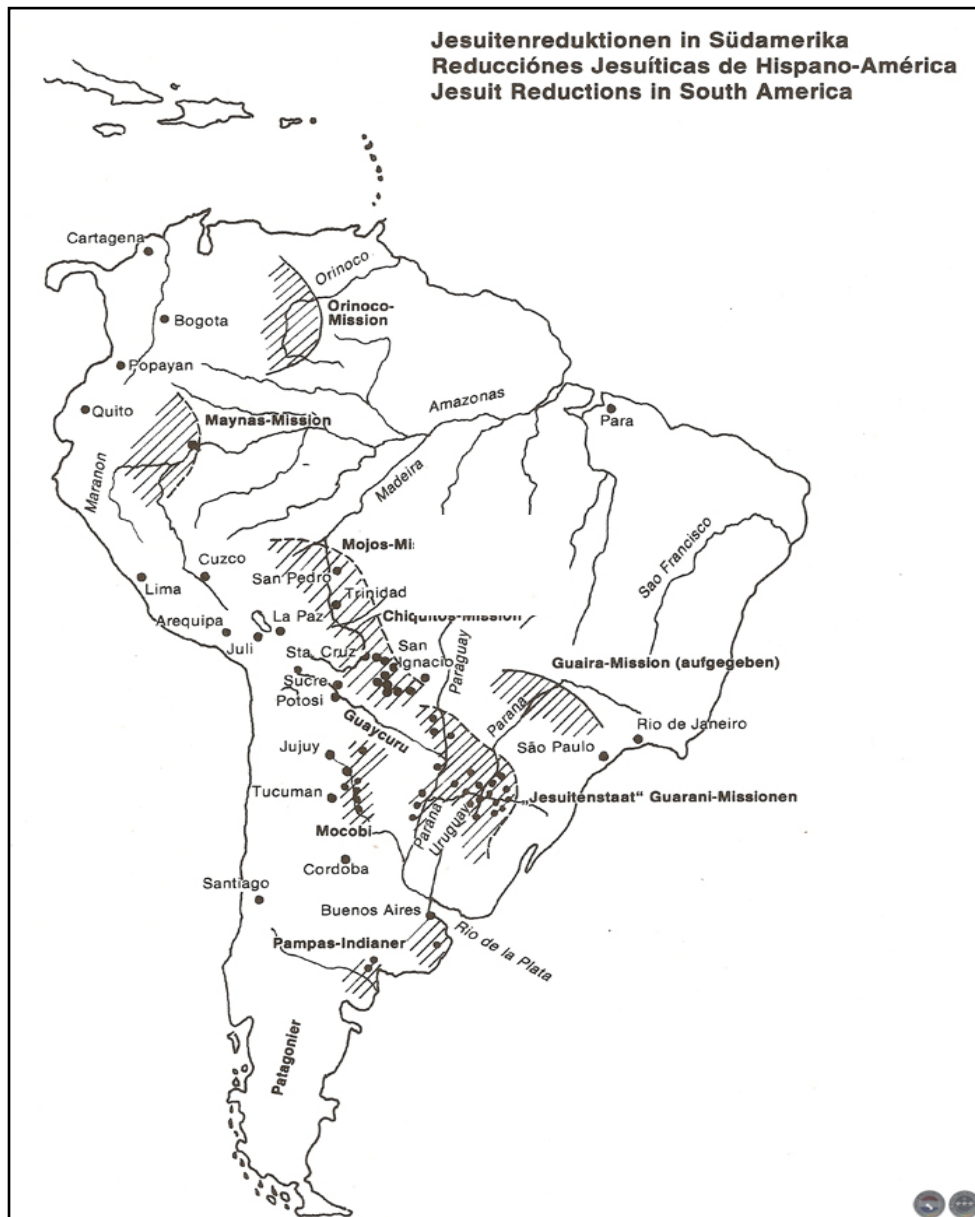 Jesuitenreduktionen in Südamerika
Reducciónes Jesuíticas de Hispano-América
Jesuit Reductions in South America
Cartagena
Orinoco
Orinoco-
Mission
Bogota
Popayan
Amazonas
Quito
Maynas-Mission
Para
Maranon
Madeira
Sao Francisco
Mojos-Mi
Cuzco
San Pedro
Lima
Trinidad
Arequipa
La Paz
Chiquitos-Mission
Juli
Sta. Cruz
San
Ignacio
Paraguay
Guaira-Mission (aufgegeben)
Sucre
Potosi
Parana
Rio de Janeiro
Guaycuru
São Paulo
Jujuy
Tucuman
„Jesuitenstaat“ Guarani-Missionen
Parana
Uruguay
Mocobi
Cordoba
Santiago
Buenos Aires
Rio de la Plata
Pampas-Indianer
Patagonier